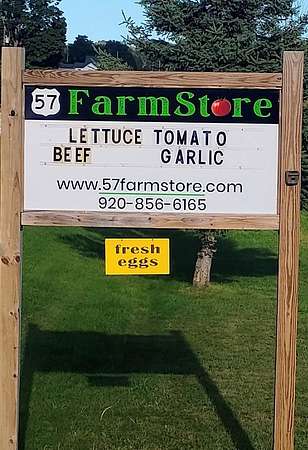 57 FarmStore
LETTUCE TOMATO
BEEF GARLIC
www.57farmstore.com
920-856-6165
fresh
eggs